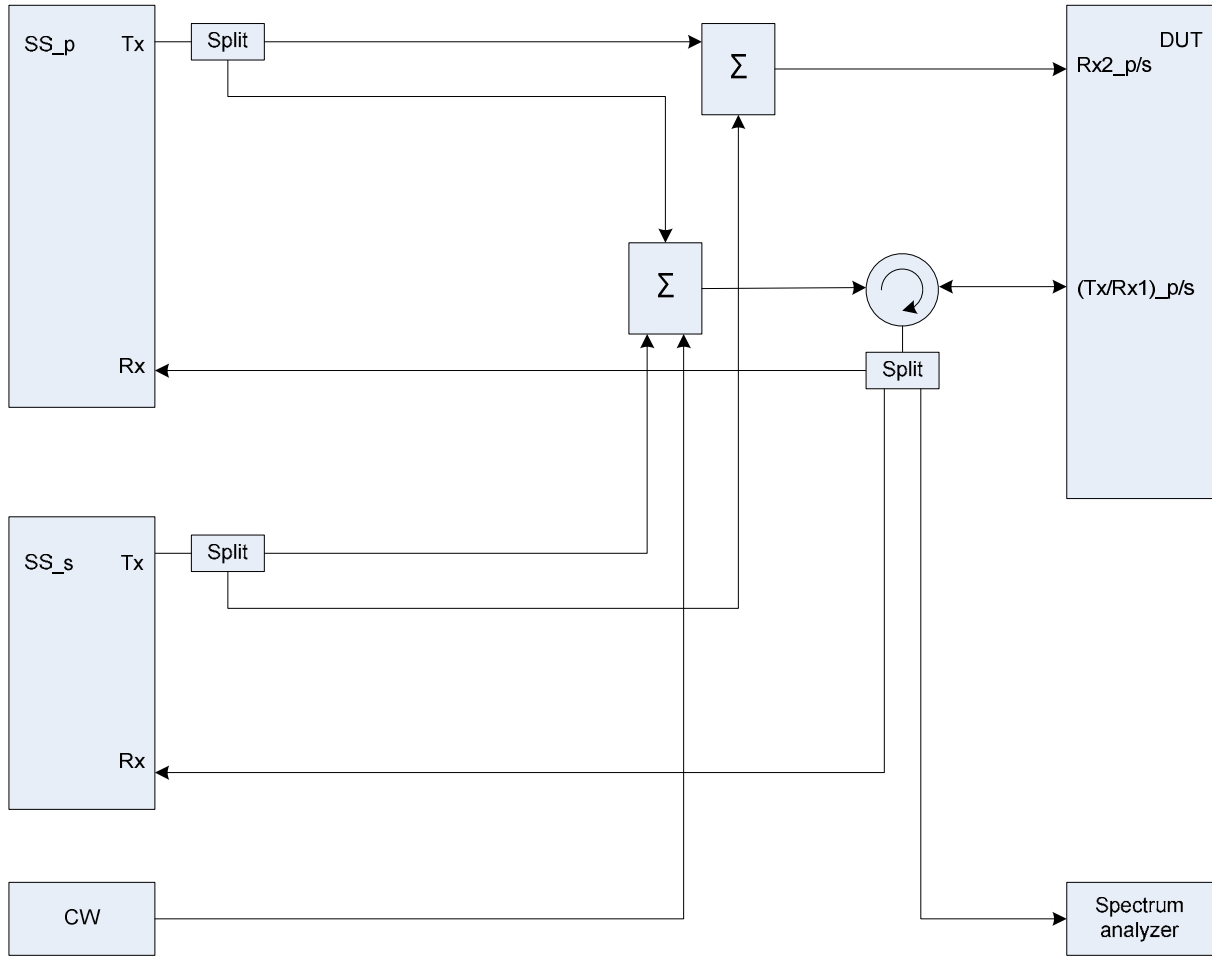 SS_p
Tx
Split
Σ
DUT
Rx2_p/s
Σ
(Tx/Rx1)_p/s
Rx
Split
SS_s
Tx
Split
Rx
CW
Spectrum
analyzer